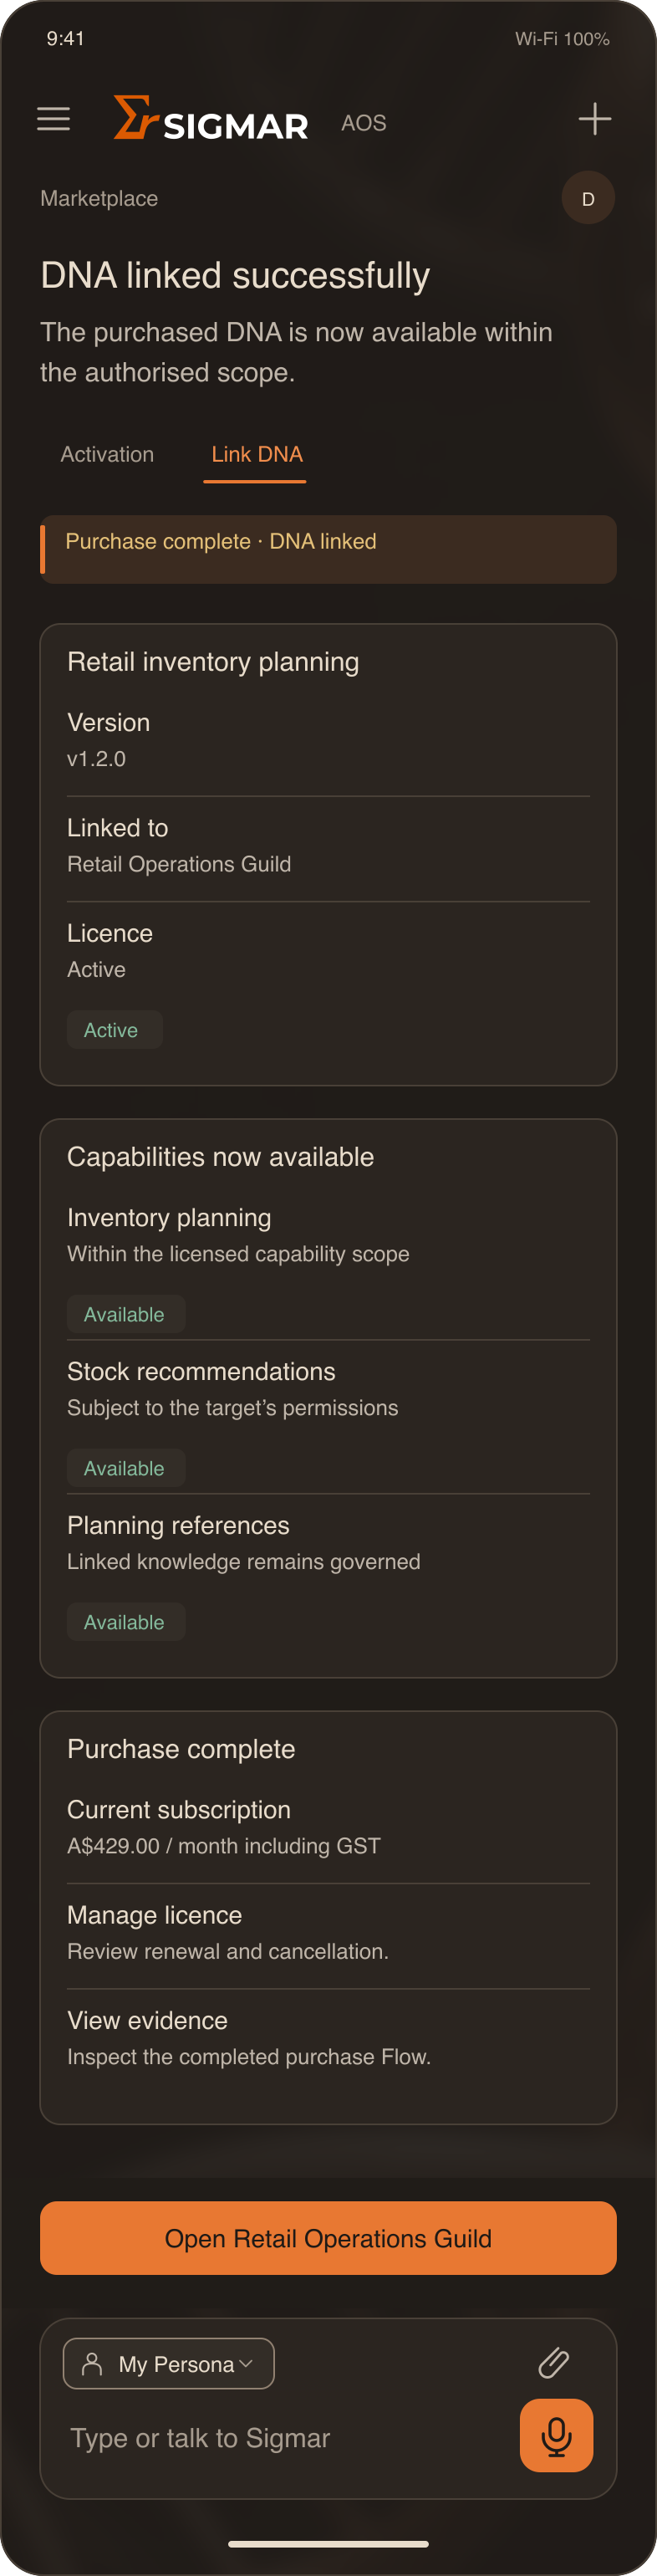 9:41
Wi-Fi 100%
Σr SIGMAR AOS
Marketplace
D
DNA linked successfully
The purchased DNA is now available within
the authorised scope.
Activation
Link DNA
Purchase complete · DNA linked
Retail inventory planning
Version
v1.2.0
Linked to
Retail Operations Guild
Licence
Active
Active
Capabilities now available
Inventory planning
Within the licensed capability scope
Available
Stock recommendations
Subject to the target’s permissions
Available
Planning references
Linked knowledge remains governed
Available
Purchase complete
Current subscription
A$429.00 / month including GST
Manage licence
Review renewal and cancellation.
View evidence
Inspect the completed purchase Flow.
Open Retail Operations Guild
My Persona
Type or talk to Sigmar